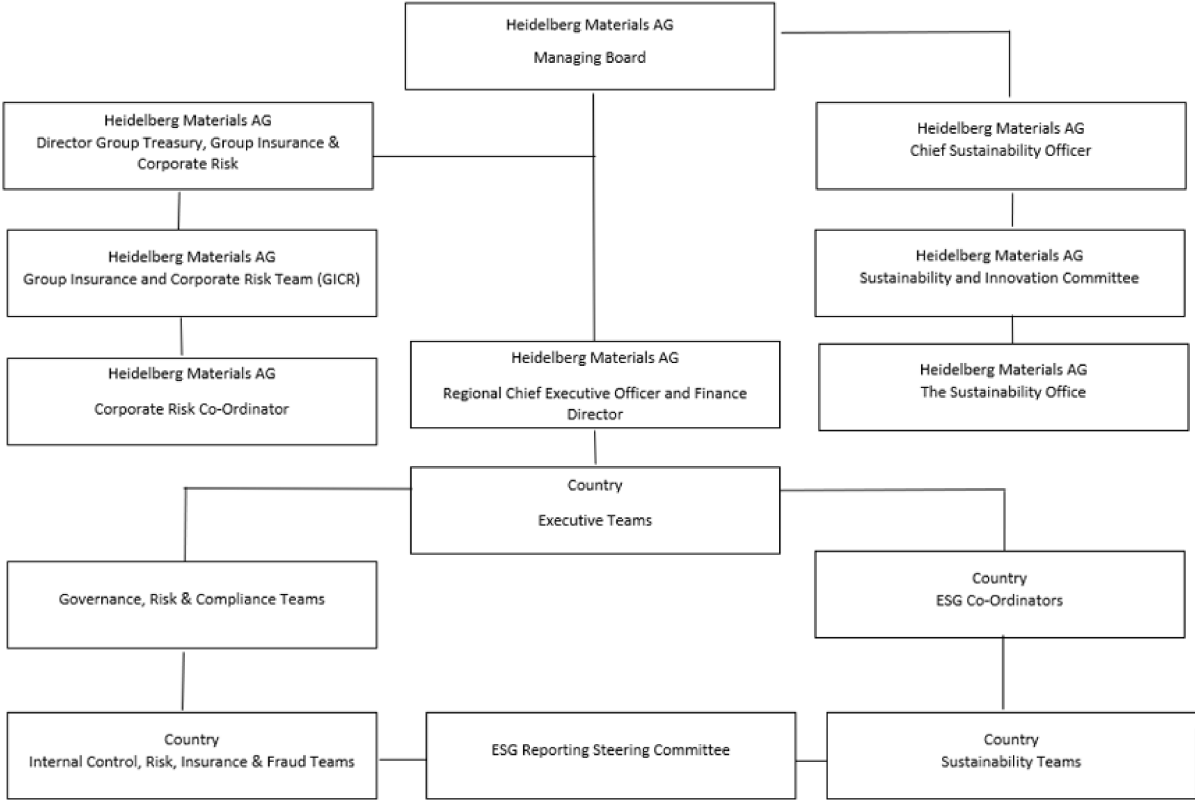 Heidelberg Materials AG
Managing Board
Heidelberg Materials AG
Director Group Treasury, Group Insurance &
Corporate Risk
Heidelberg Materials AG
Chief Sustainability Officer
Heidelberg Materials AG
Group Insurance and Corporate Risk Team (GICR)
Heidelberg Materials AG
Sustainability and Innovation Committee
Heidelberg Materials AG
Corporate Risk Co-Ordinator
Heidelberg Materials AG
Regional Chief Executive Officer and Finance
Director
Heidelberg Materials AG
The Sustainability Office
Country
Executive Teams
Governance, Risk & Compliance Teams
Country
ESG Co-Ordinators
Country
Internal Control, Risk, Insurance & Fraud Teams
ESG Reporting Steering Committee
Country
Sustainability Teams